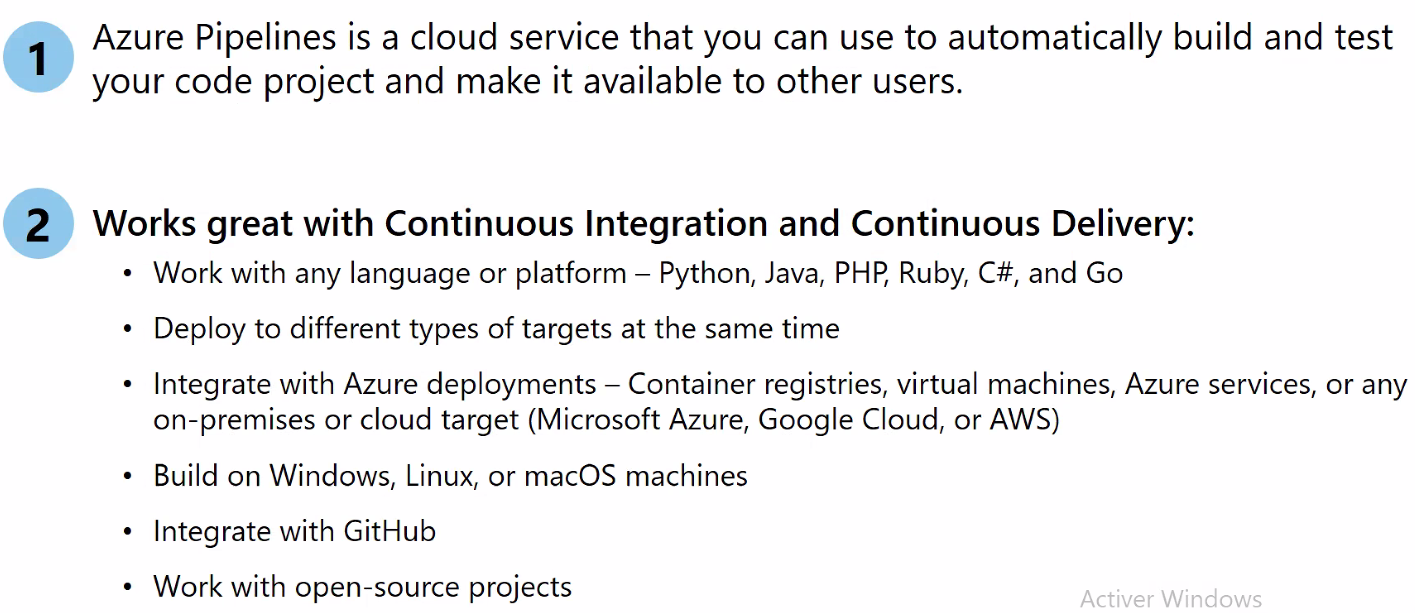 1
Azure Pipelines is a cloud service that you can use to automatically build and test
your code project and make it available to other users.
2
Works great with Continuous Integration and Continuous Delivery:
• Work with any language or platform – Python, Java, PHP, Ruby, C#, and Go
• Deploy to different types of targets at the same time
• Integrate with Azure deployments – Container registries, virtual machines, Azure services, or any
on-premises or cloud target (Microsoft Azure, Google Cloud, or AWS)
• Build on Windows, Linux, or macOS machines
• Integrate with GitHub
• Work with open-source projects
Activer Windows